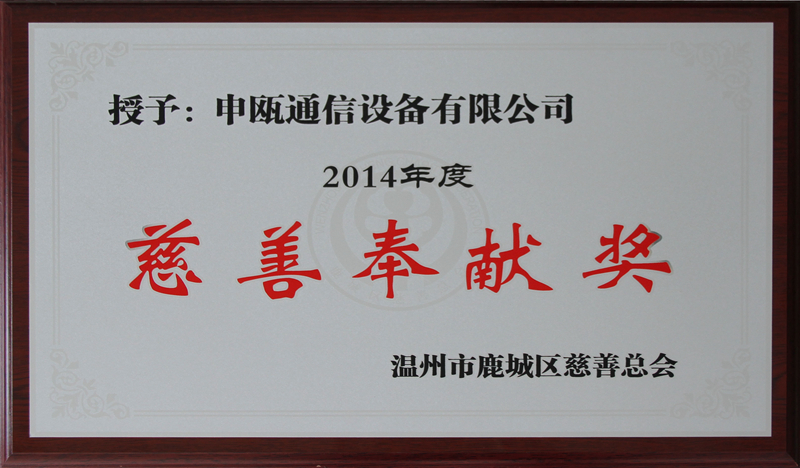 授予：申瓯通信设备有限公司
2014年度
慈善奉献奖
温州市鹿城区慈善总会